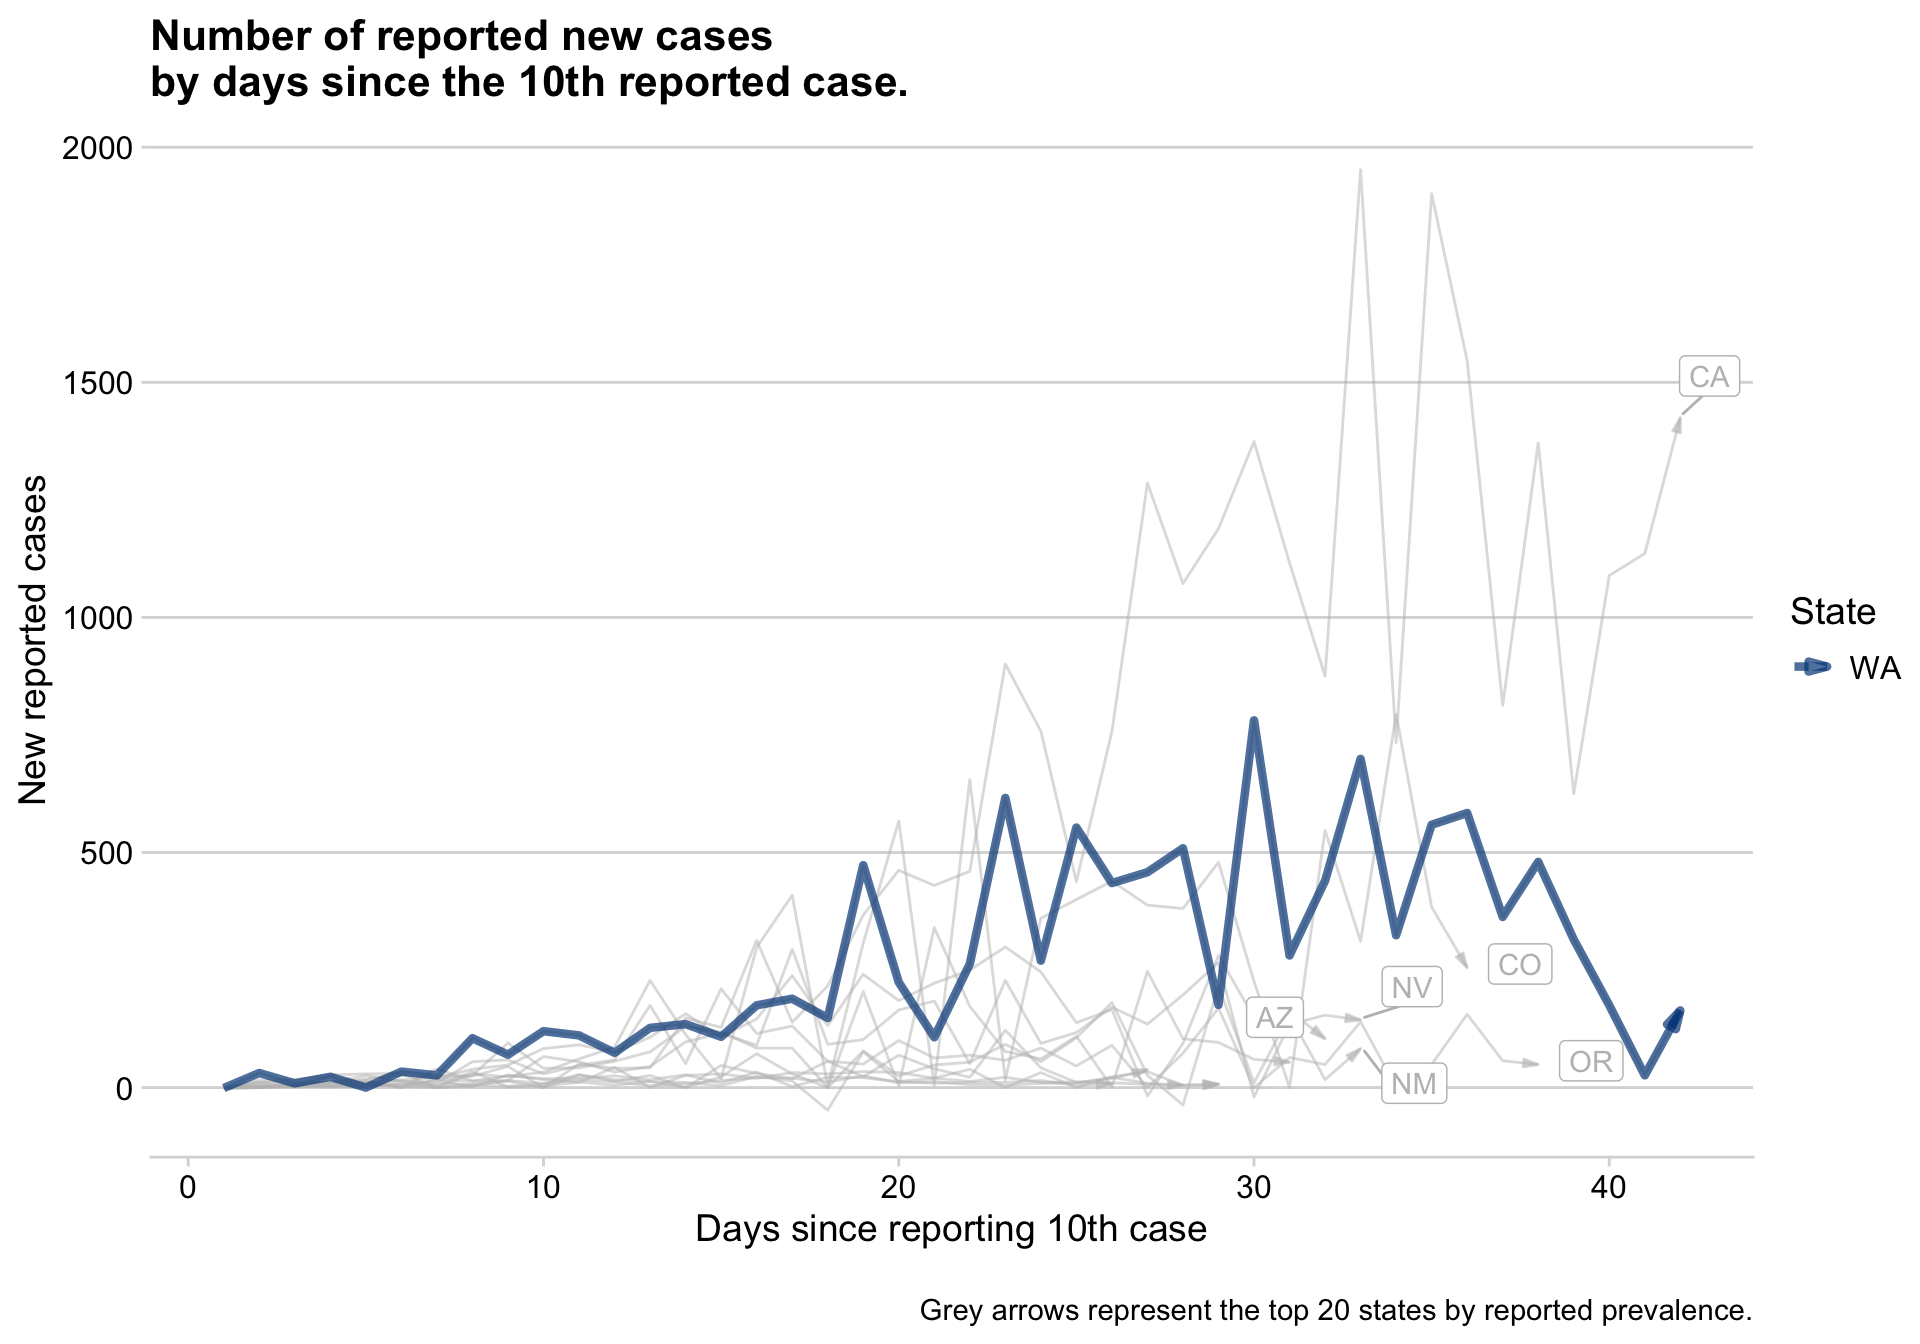 Number of reported new cases
by days since the 10th reported case.
2000
1500
1000
500
0
New reported cases
CA
CO
NV
AZ
OR
NM
State
WA
0 10 20 30 40
Days since reporting 10th case
Grey arrows represent the top 20 states by reported prevalence.